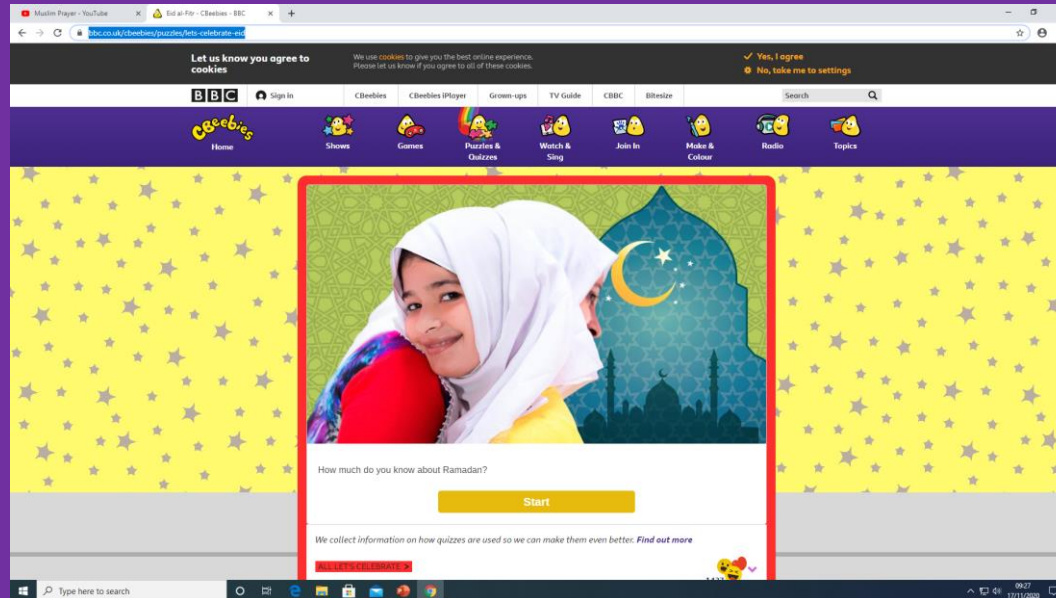 Muslim Prayer - YouTube
Eid al-Fitr - CBeebies - BBC
bbc.co.uk/cbeebies/puzzles/lets-celebrate-eid
Let us know you agree to cookies
We use cookies to give you the best online experience.
Please let us know if you agree to all of these cookies.
Yes, I agree
No, take me to settings
BBC
Sign in
CBeebies
CBeebies iPlayer
Grown-ups
TV Guide
CBBC
Bitesize
Search
CBeebies
Home
Shows
Games
Puzzles &
Quizzes
Watch &
Sing
Join In
Make &
Colour
Radio
Topics
How much do you know about Ramadan?
Start
We collect information on how quizzes are used so we can make them even better. Find out more
ALL LET'S CELEBRATE >
Type here to search
09:27
17/11/2020